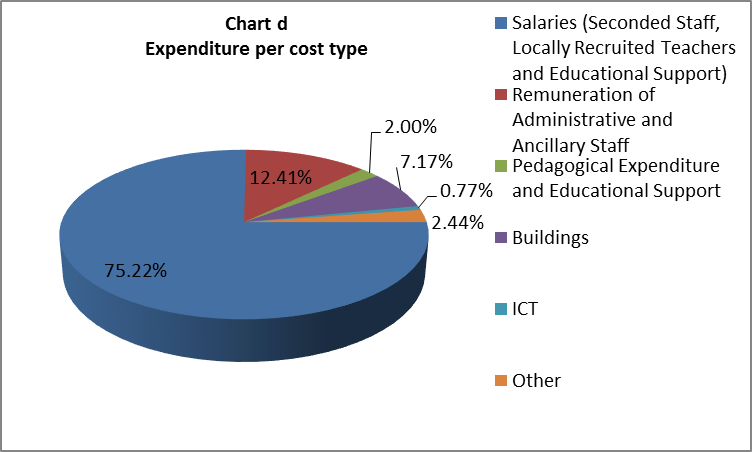 Chart d
Expenditure per cost type
Salaries (Seconded Staff,
Locally Recruited Teachers
and Educational Support)
Remuneration of
Administrative and
Ancillary Staff
Pedagogical Expenditure
and Educational Support
Buildings
ICT
Other
2.00%
7.17%
12.41%
0.77%
2.44%
75.22%